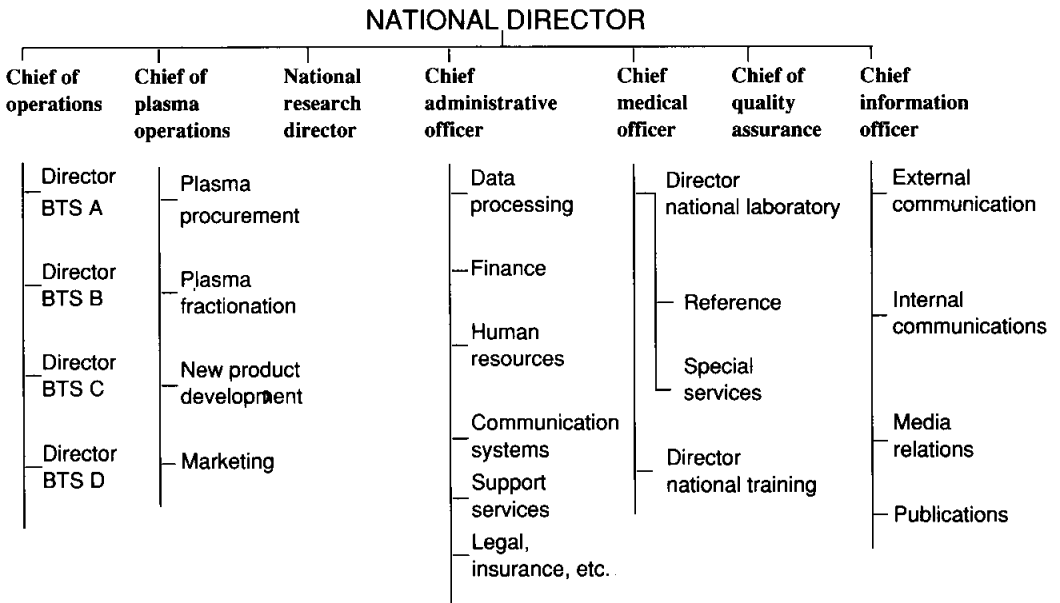 NATIONAL DIRECTOR
Chief of
operations
Chief of
plasma
operations
National
research
director
Chief
administrative
officer
Chief
medical
officer
Chief of
quality
assurance
Chief
information
officer
Director
BTS A
Director
BTS B
Director
BTS C
Director
BTS D
Plasma
procurement
Plasma
fractionation
New product
development
Marketing
Data
processing
Finance
Human
resources
Communication
systems
Support
services
Legal,
insurance, etc.
Director
national laboratory
Reference
Special
services
Director
national training
External
communication
Internal
communications
Media
relations
Publications